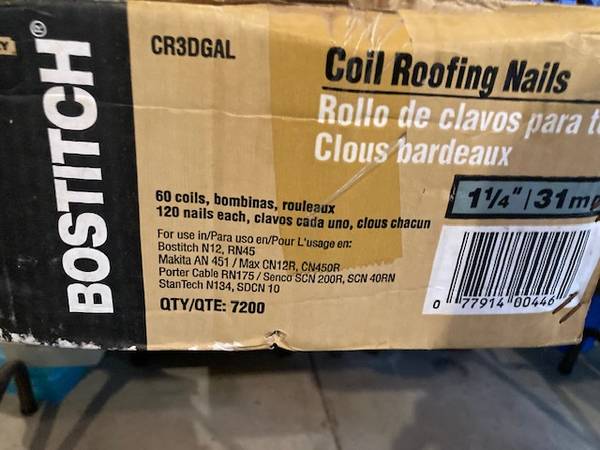 BOSTITCH®
CR3DGAL
Coil Roofing Nails
Rollo de clavos para
Clous bardeaux
1 1/4" | 31m
60 coils, bombinas, rouleaux
120 nails each, clavos cada uno, clous chacun
For use in/Para uso en/Pour L'usage en:
Bostitch N12, RN45
Makita AN 451 / Max CN12R, CN450R
Porter Cable RN175 / Senco SCN 200R, SCN 40RN
StanTech N134, SDCN 10
QTY/QTE: 7200
0 77914 00446